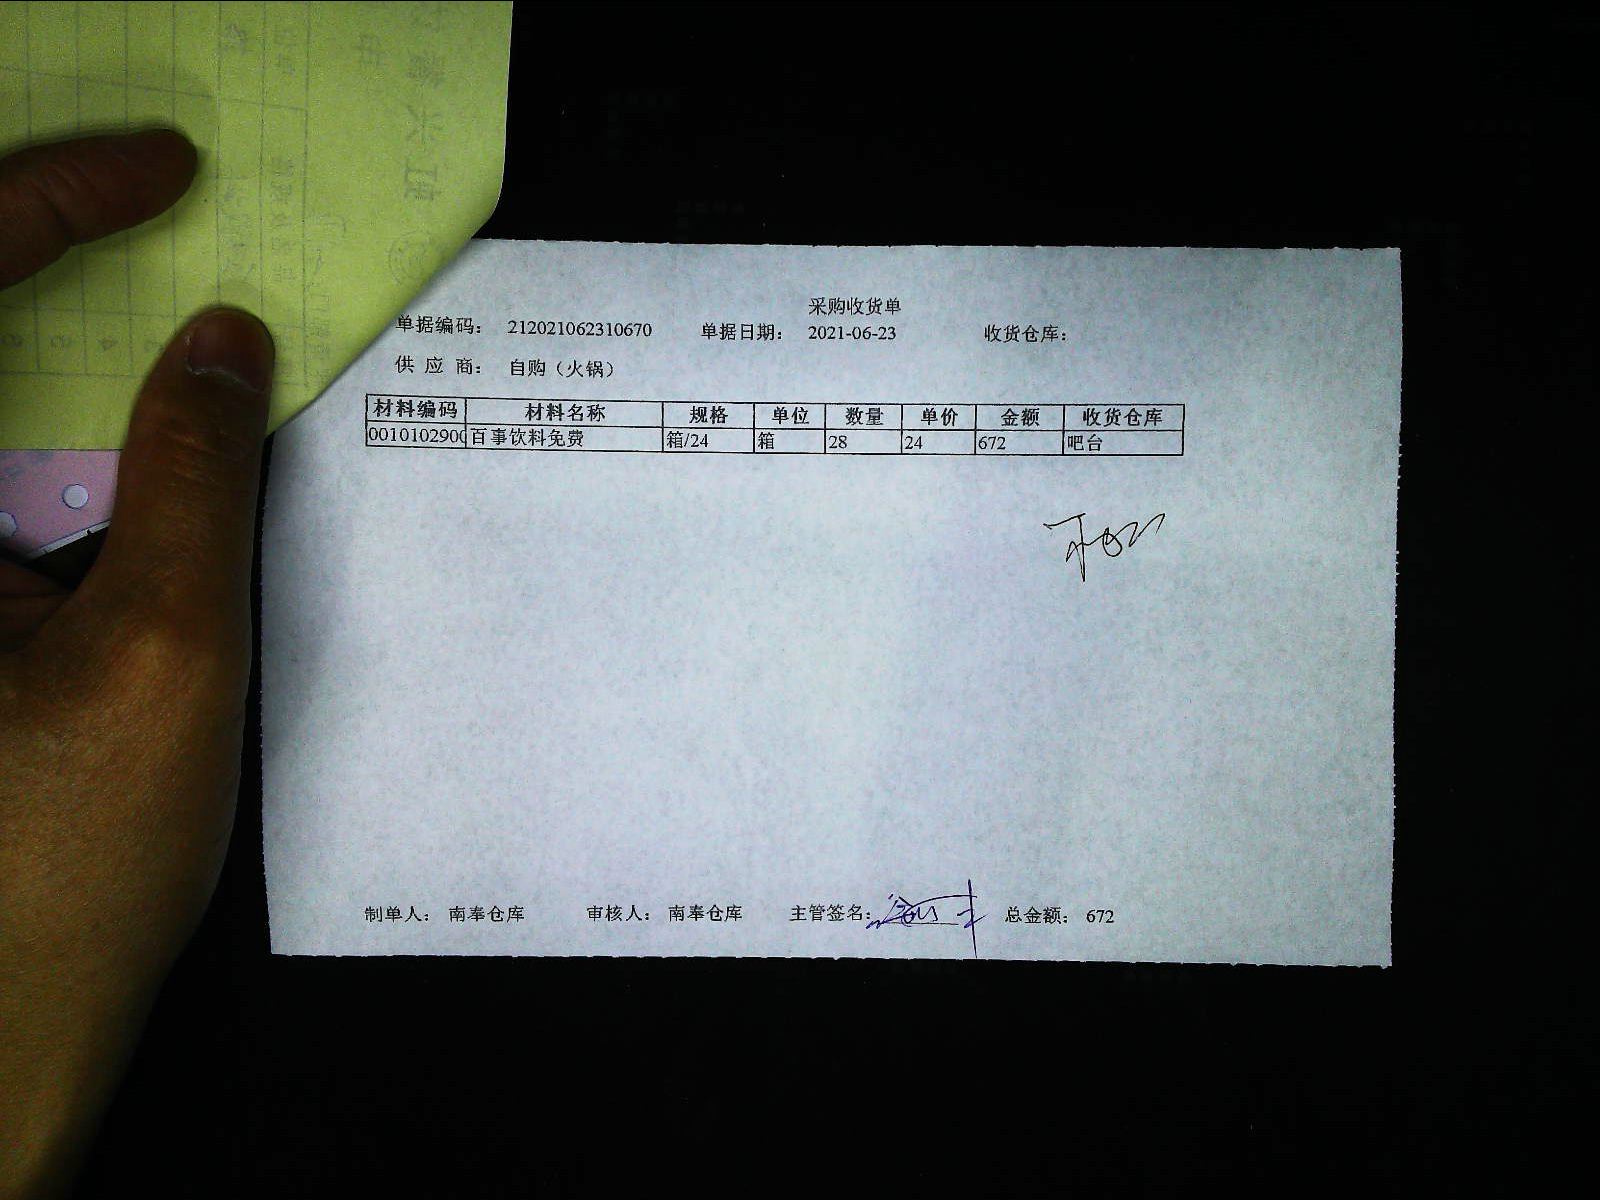 采购收货单
单据编码： 212021062310670 单据日期： 2021-06-23 收货仓库：
供 应 商： 自购（火锅）
材料编码 材料名称 规格 单位 数量 单价 金额 收货仓库
0010102900 百事饮料免费 箱/24 箱 28 24 672 吧台
制单人： 南奉仓库 审核人： 南奉仓库 主管签名： 总金额： 672